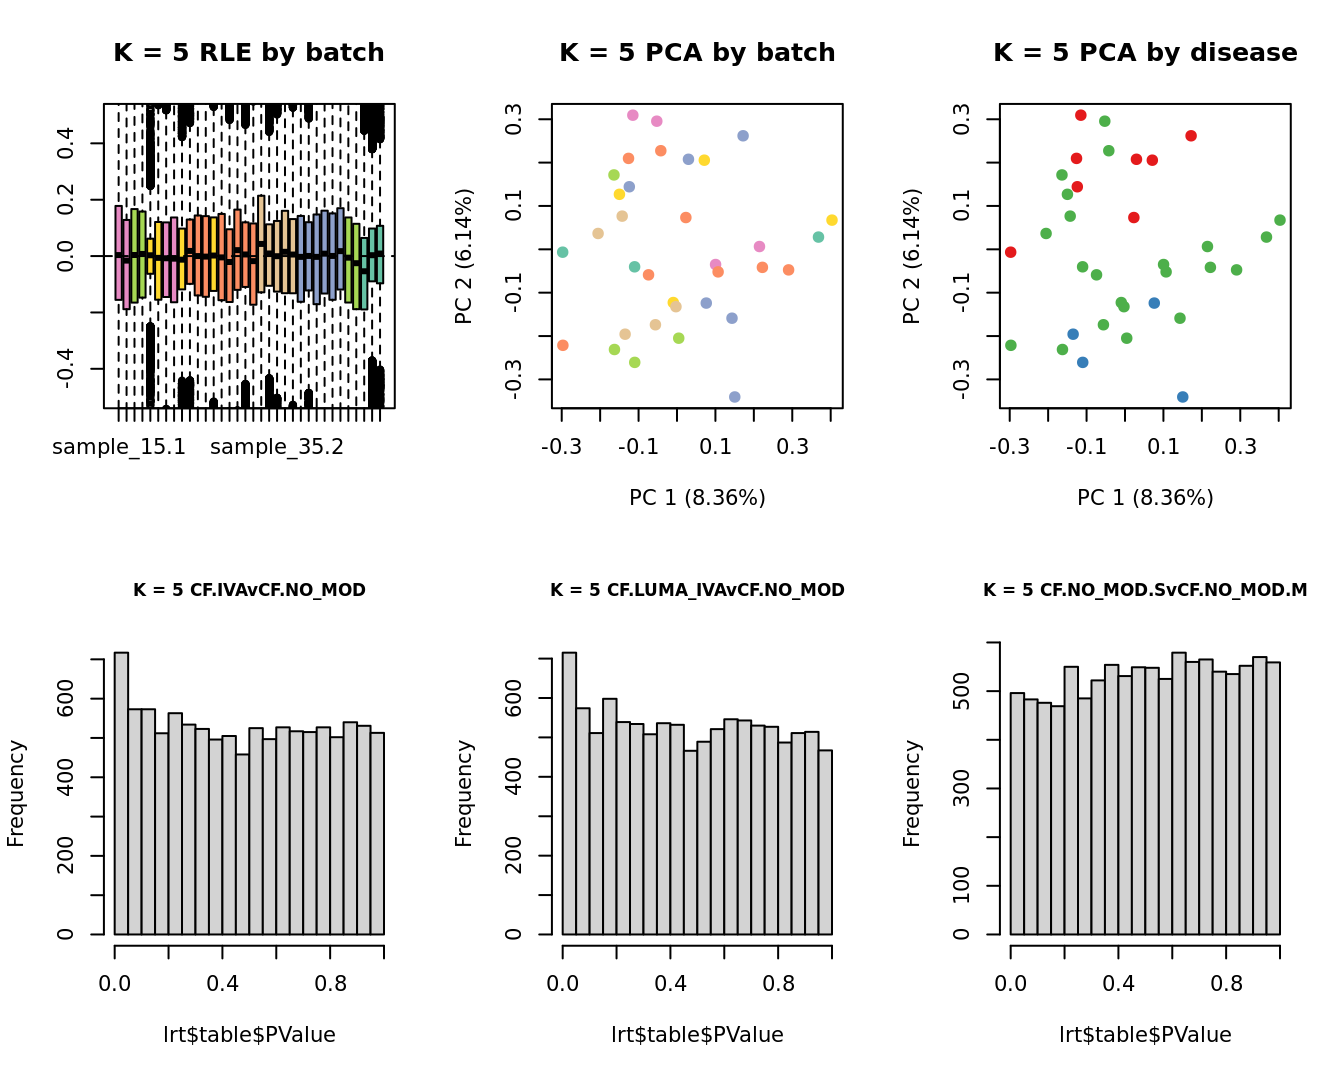 K = 5 RLE by batch
0.4
0.2
0.0
-0.4
sample_15.1 sample_35.2
K = 5 PCA by batch
PC 2 (6.14%)
0.3
0.1
-0.1
-0.3
-0.3 -0.1 0.1 0.3
PC 1 (8.36%)
K = 5 PCA by disease
PC 2 (6.14%)
0.3
0.1
-0.1
-0.3
-0.3 -0.1 0.1 0.3
PC 1 (8.36%)
K = 5 CF.IVAvCF.NO_MOD
Frequency
600
400
200
0
0.0 0.4 0.8
lrt$table$PValue
K = 5 CF.LUMA_IVAvCF.NO_MOD
Frequency
600
400
200
0
0.0 0.4 0.8
lrt$table$PValue
K = 5 CF.NO_MOD.SvCF.NO_MOD.M
Frequency
500
300
100
0
0.0 0.4 0.8
lrt$table$PValue